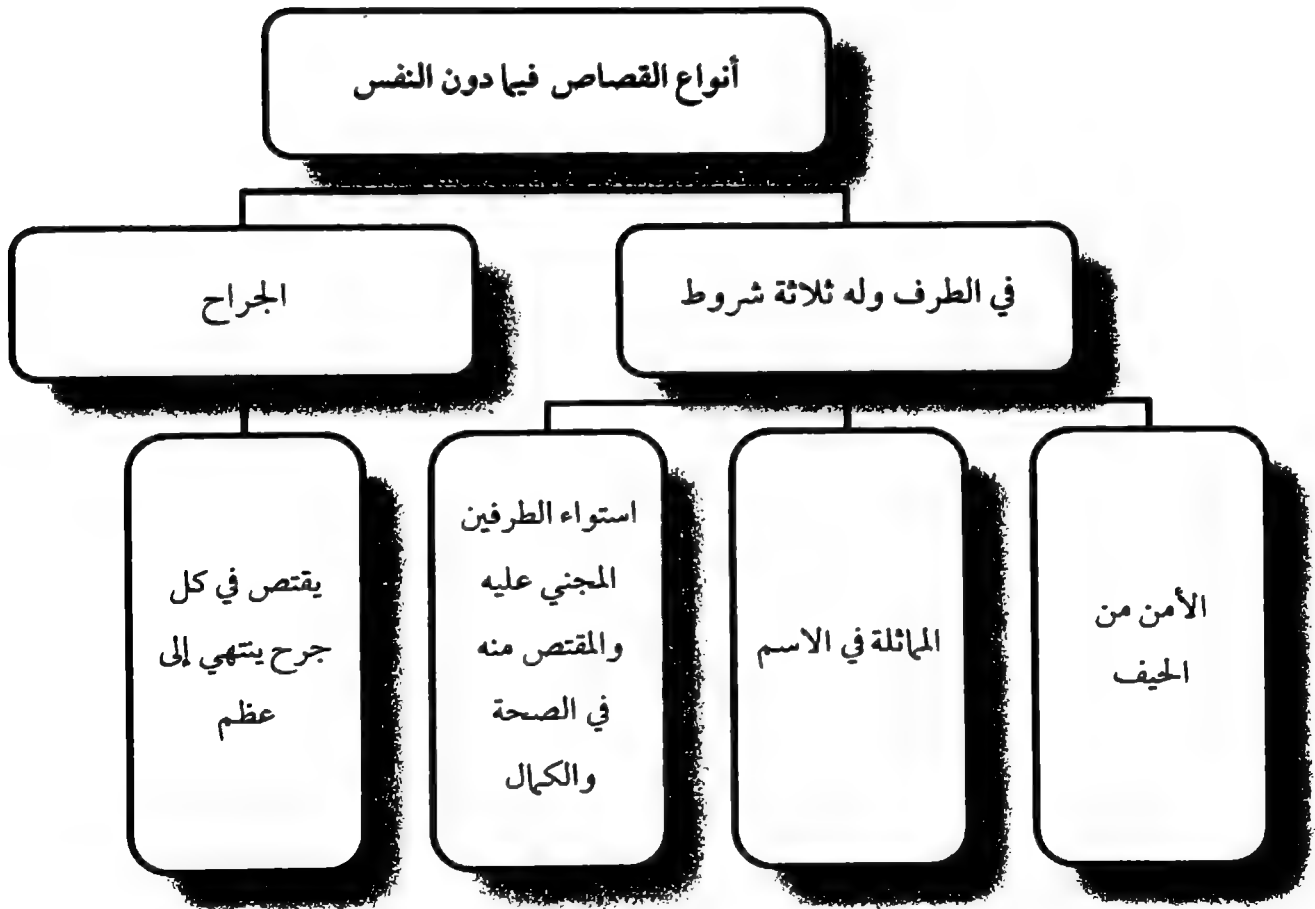 أنواع القصاص فيما دون النفس
في الطرف وله ثلاثة شروط
الجراح
الأمن من
الحيف
المماثلة في الاسم
استواء الطرفين
المجني عليه
والمقتص منه
في الصحة
والكمال
يقتص في كل
جرح ينتهي إلى
عظم